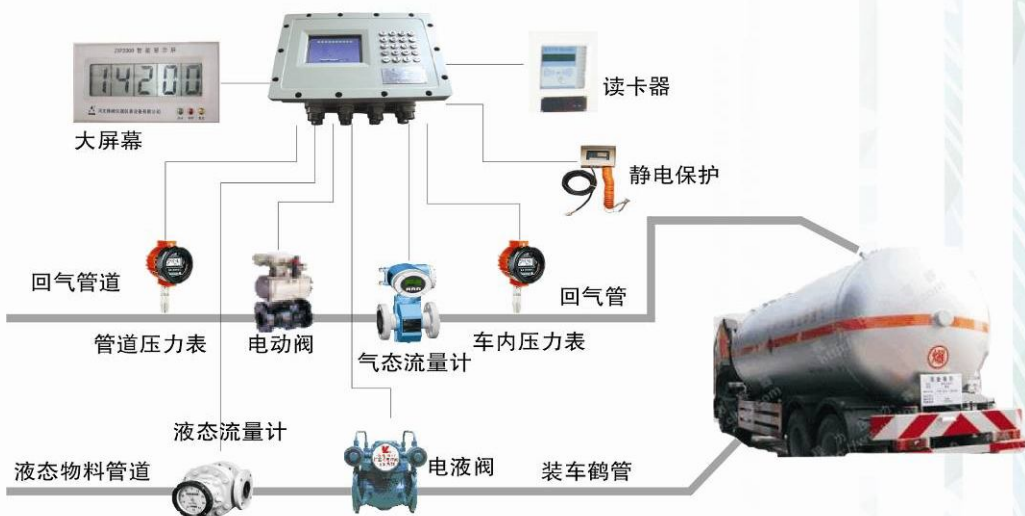 14200
大屏幕
读卡器
静电保护
回气管道
管道压力表
电动阀
气态流量计
车内压力表
回气管
液态流量计
液态物料管道
电液阀
装车鹤管